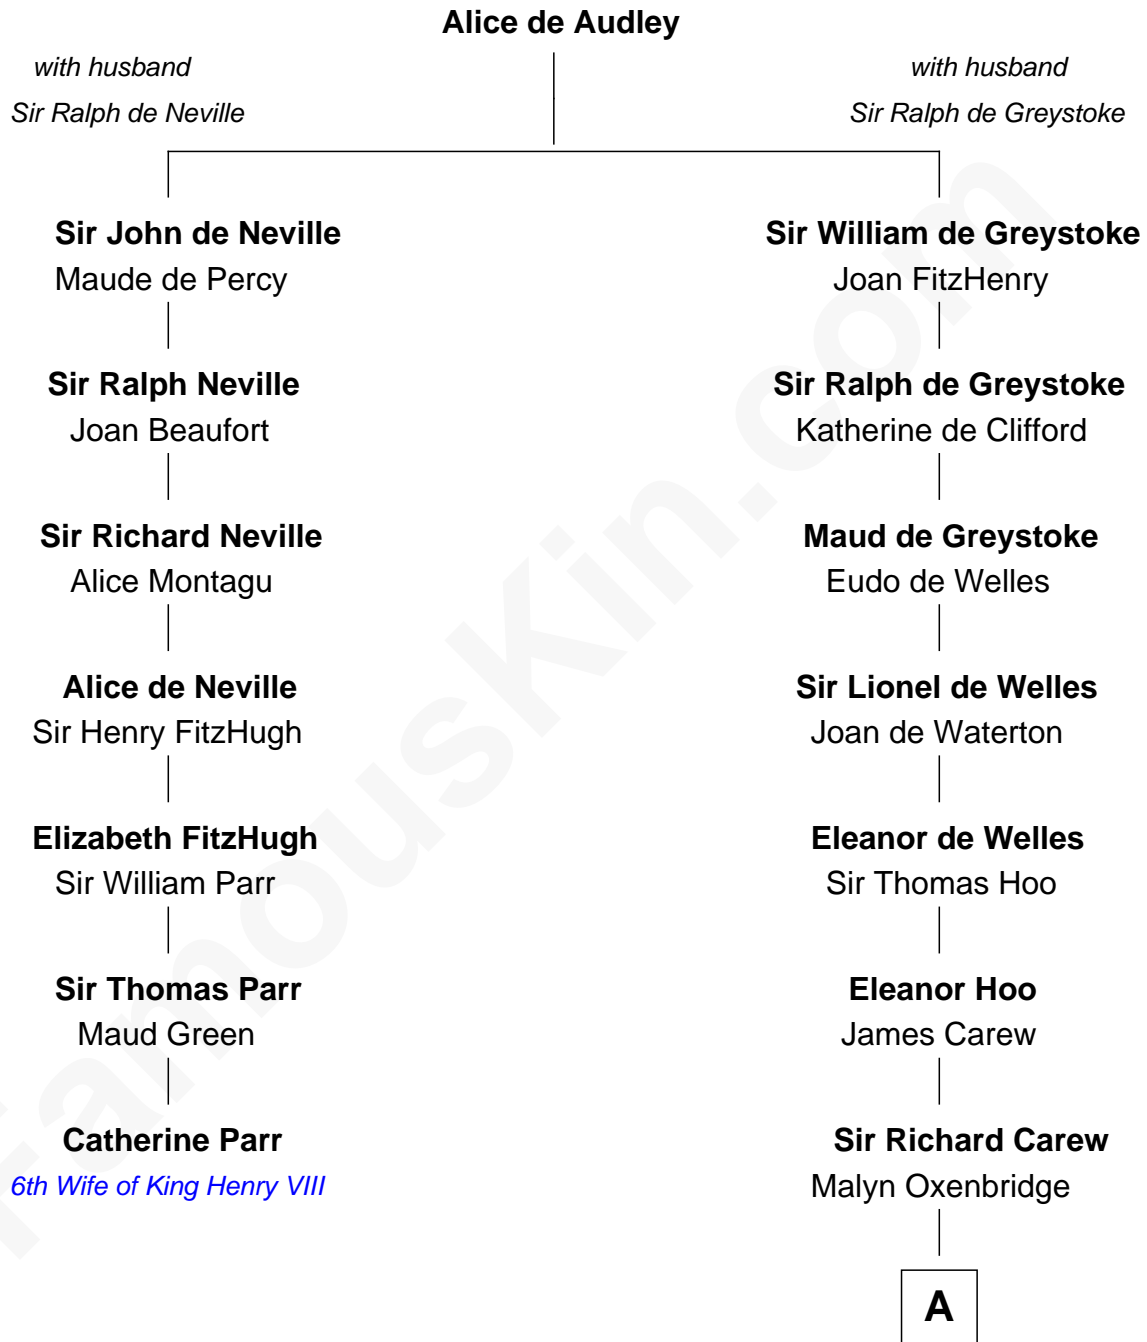 Alice de Audley
with husband
Sir Ralph de Neville
with husband
Sir Ralph de Greystoke
Sir John de Neville
Maude de Percy
Sir William de Greystoke
Joan FitzHenry
Sir Ralph Neville
Joan Beaufort
Sir Ralph de Greystoke
Katherine de Clifford
Sir Richard Neville
Alice Montagu
Maud de Greystoke
Eudo de Welles
Alice de Neville
Sir Henry FitzHugh
Sir Lionel de Welles
Joan de Waterton
Elizabeth FitzHugh
Sir William Parr
Eleanor de Welles
Sir Thomas Hoo
Sir Thomas Parr
Maud Green
Eleanor Hoo
James Carew
Catherine Parr
6th Wife of King Henry VIII
Sir Richard Carew
Malyn Oxenbridge
A
FamousKin.com